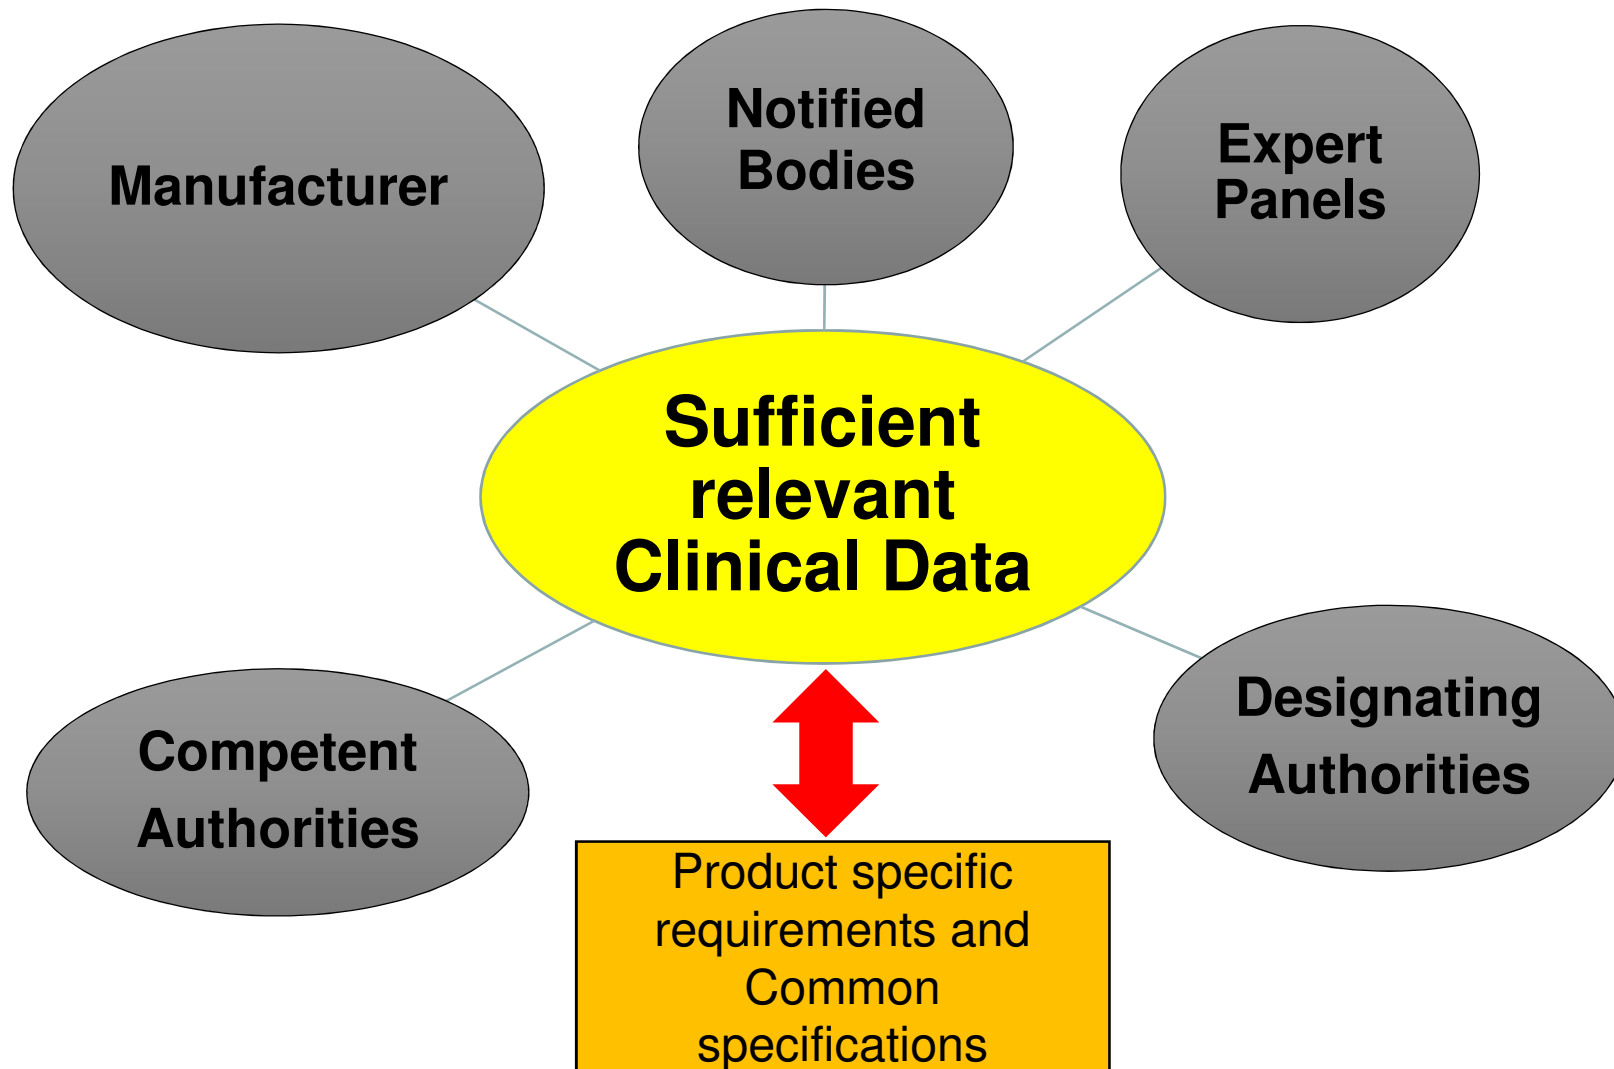 Manufacturer
Notified
Bodies
Expert
Panels
Sufficient
relevant
Clinical Data
Competent
Authorities
Designating
Authorities
Product specific
requirements and
Common
specifications